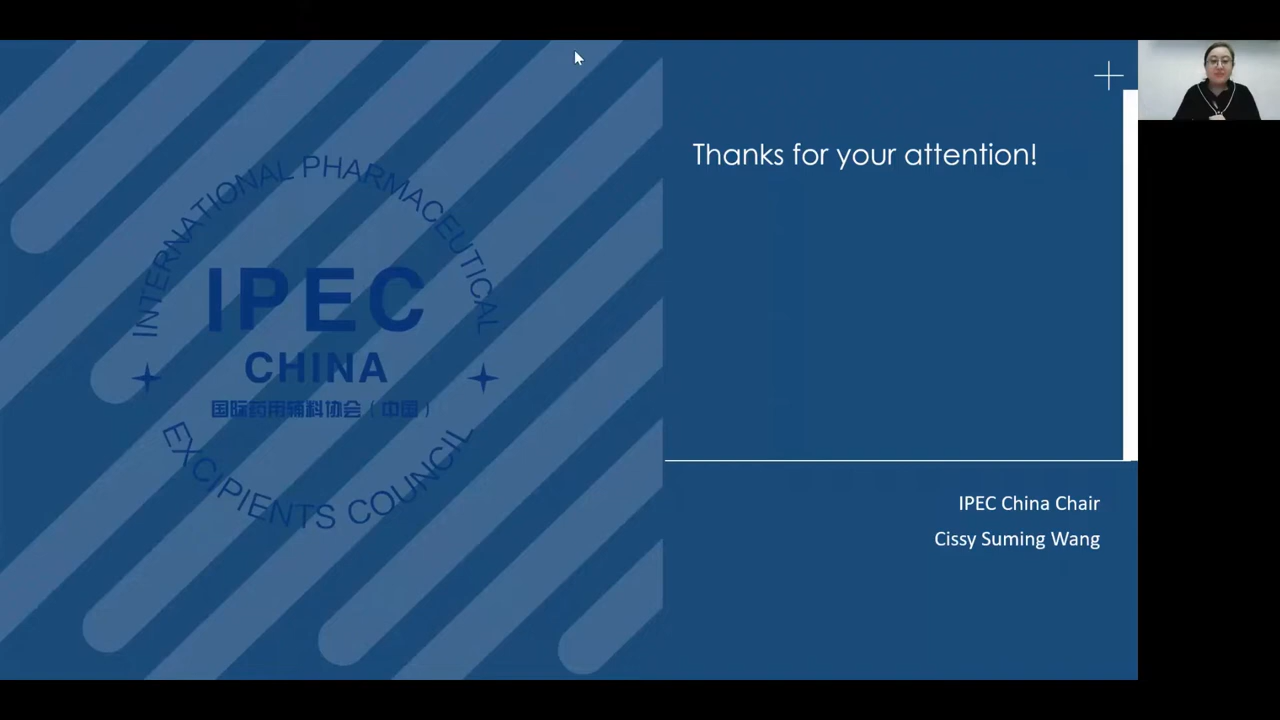 INTERNATIONAL PHARMACEUTICAL
IPEC
CHINA
国际药用辅料协会（中国）
EXCIPIENTS COUNCIL
Thanks for your attention!
IPEC China Chair
Cissy Suming Wang